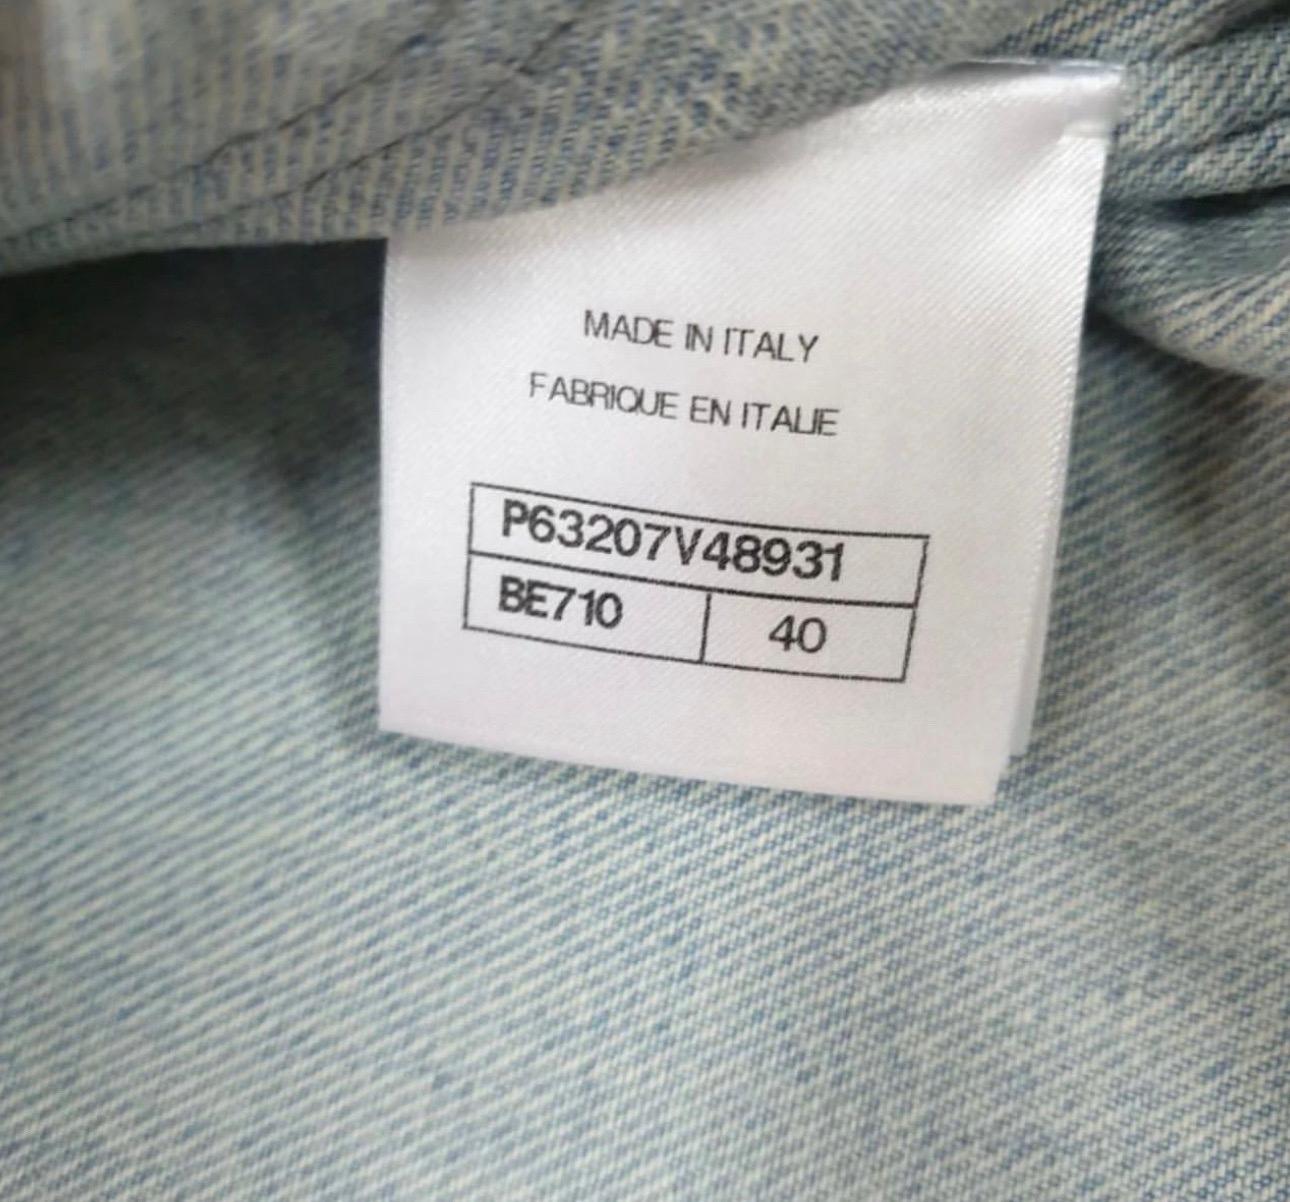 MADE IN ITALY
FABRIQUE EN ITALIE
P63207V48931
BE710 40